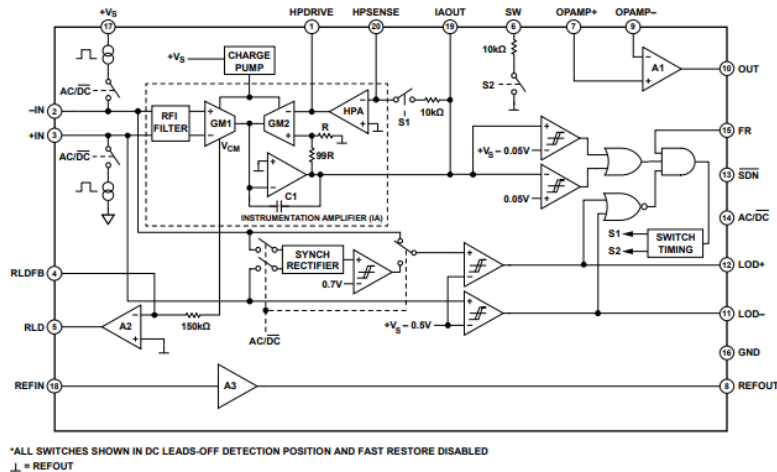 +VS HPDRIVE HPSENSE IAOUT SW OPAMP+ OPAMP–
17 1 20 19 6 7 9
10kΩ
+VS
CHARGE
PUMP
A1
10 OUT
AC/DC
S2
–IN 2
RFI
FILTER
GM1
GM2
HPA
S1
10kΩ
15 FR
+IN 3
VCM
R
+VS – 0.05V
AC/DC
99R
13 SDN
C1
0.05V
14 AC/DC
INSTRUMENTATION AMPLIFIER (IA)
S1
S2
SWITCH
TIMING
SYNCH
RECTIFIER
12 LOD+
RLDFB 4
0.7V
RLD 5
A2
150kΩ
+VS – 0.5V
11 LOD–
AC/DC
16 GND
REFIN 18
A3
8 REFOUT
*ALL SWITCHES SHOWN IN DC LEADS-OFF DETECTION POSITION AND FAST RESTORE DISABLED
⊥ = REFOUT